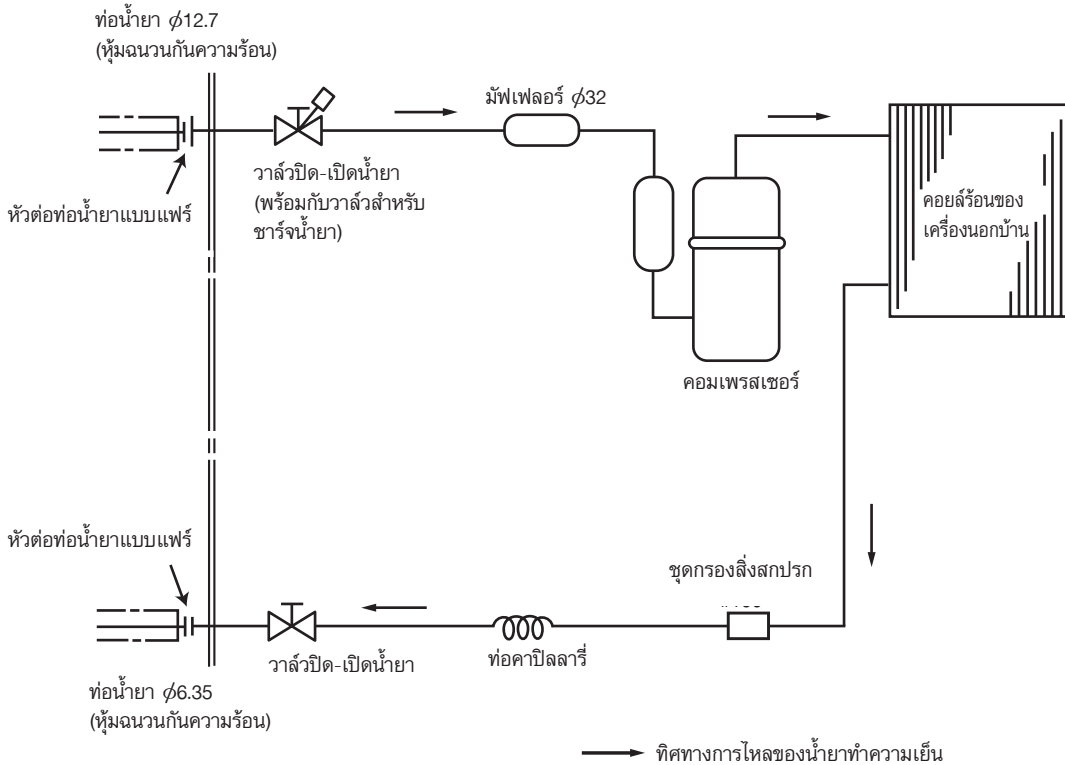 ท่อน้ำยา φ12.7
(หุ้มฉนวนกันความร้อน)
มัฟเฟลอร์ φ32
วาล์วปิด-เปิดน้ำยา
(พร้อมกับวาล์วสำหรับ
ชาร์จน้ำยา)
หัวต่อท่อน้ำยาแบบแฟร์
คอยล์ร้อนของ
เครื่องนอกบ้าน
คอมเพรสเซอร์
หัวต่อท่อน้ำยาแบบแฟร์
ชุดกรองสิ่งสกปรก
วาล์วปิด-เปิดน้ำยา
ท่อคาปิลลารี่
ท่อน้ำยา φ6.35
(หุ้มฉนวนกันความร้อน)
ทิศทางการไหลของน้ำยาทำความเย็น